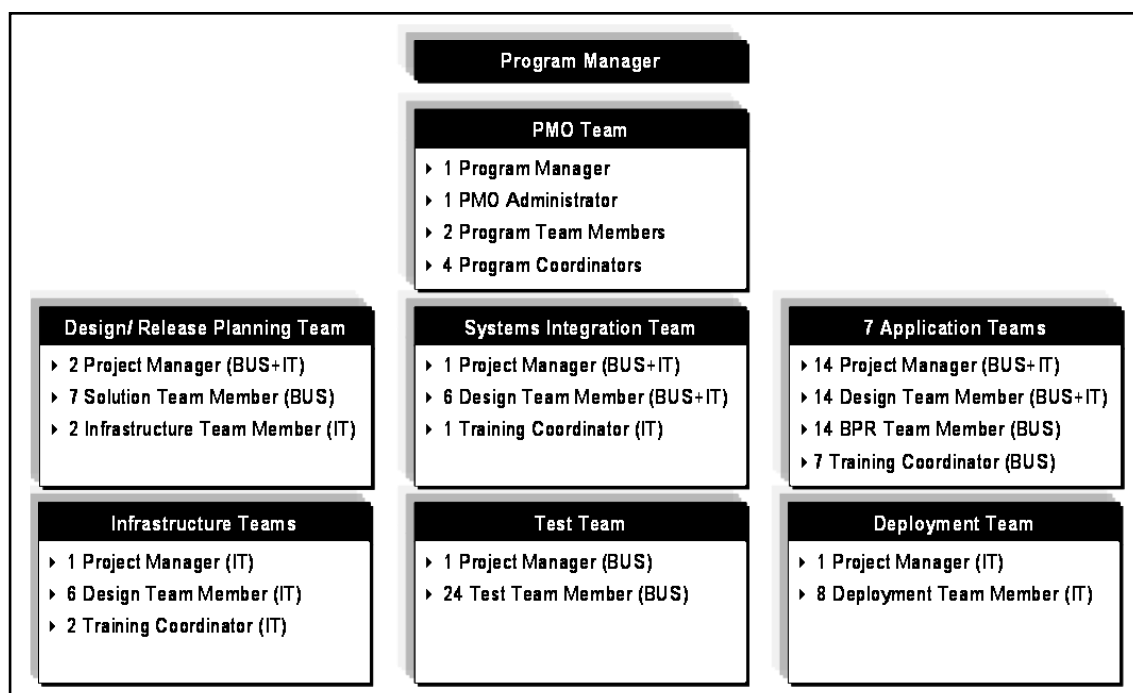 Program Manager
PMO Team
1 Program Manager
1 PMO Administrator
2 Program Team Members
4 Program Coordinators
Design/ Release Planning Team
2 Project Manager (BUS+IT)
7 Solution Team Member (BUS)
2 Infrastructure Team Member (IT)
Systems Integration Team
1 Project Manager (BUS+IT)
6 Design Team Member (BUS+IT)
1 Training Coordinator (IT)
7 Application Teams
14 Project Manager (BUS+IT)
14 Design Team Member (BUS+IT)
14 BPR Team Member (BUS)
7 Training Coordinator (BUS)
Infrastructure Teams
1 Project Manager (IT)
6 Design Team Member (IT)
2 Training Coordinator (IT)
Test Team
1 Project Manager (BUS)
24 Test Team Member (BUS)
Deployment Team
1 Project Manager (IT)
8 Deployment Team Member (IT)